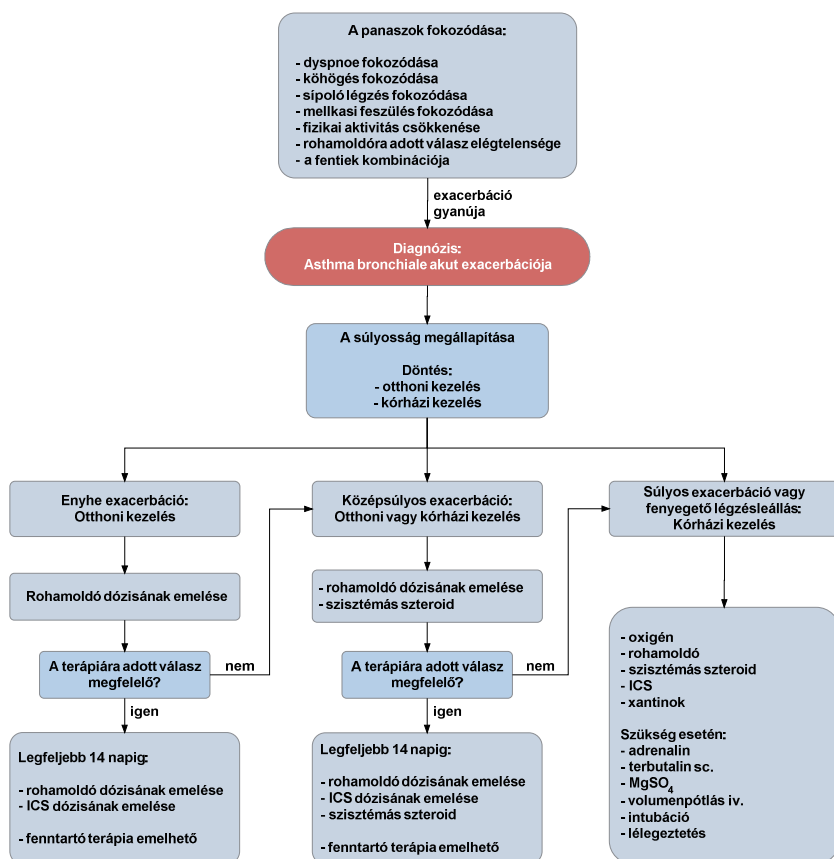 A panaszok fokozódása:
- dyspnoe fokozódása
- köhögés fokozódása
- sípoló légzés fokozódása
- mellkasi feszülés fokozódása
- fizikai aktivitás csökkenése
- rohamoldóra adott válasz elégtelensége
- a fentiek kombinációja
exacerbáció
gyanúja
Diagnózis:
Asthma bronchiale akut exacerbációja
A súlyosság megállapítása
Döntés:
- otthoni kezelés
- kórházi kezelés
Enyhe exacerbáció:
Otthoni kezelés
Rohamoldó dózisának emelése
A terápiára adott válasz
megfelelő?
nem
igen
Legfeljebb 14 napig:
- rohamoldó dózisának emelése
- ICS dózisának emelése
- fenntartó terápia emelhető
Középsúlyos exacerbáció:
Otthoni vagy kórházi kezelés
- rohamoldó dózisának emelése
- szisztémás szteroid
A terápiára adott válasz
megfelelő?
nem
igen
Legfeljebb 14 napig:
- rohamoldó dózisának emelése
- ICS dózisának emelése
- szisztémás szteroid
- fenntartó terápia emelhető
Súlyos exacerbáció vagy
fenyegető légzésleállás:
Kórházi kezelés
- oxigén
- rohamoldó
- szisztémás szteroid
- ICS
- xantinok
Szükség esetén:
- adrenalin
- terbutalin sc.
- MgSO₄
- volumenpótlás iv.
- intubáció
- lélegeztetés